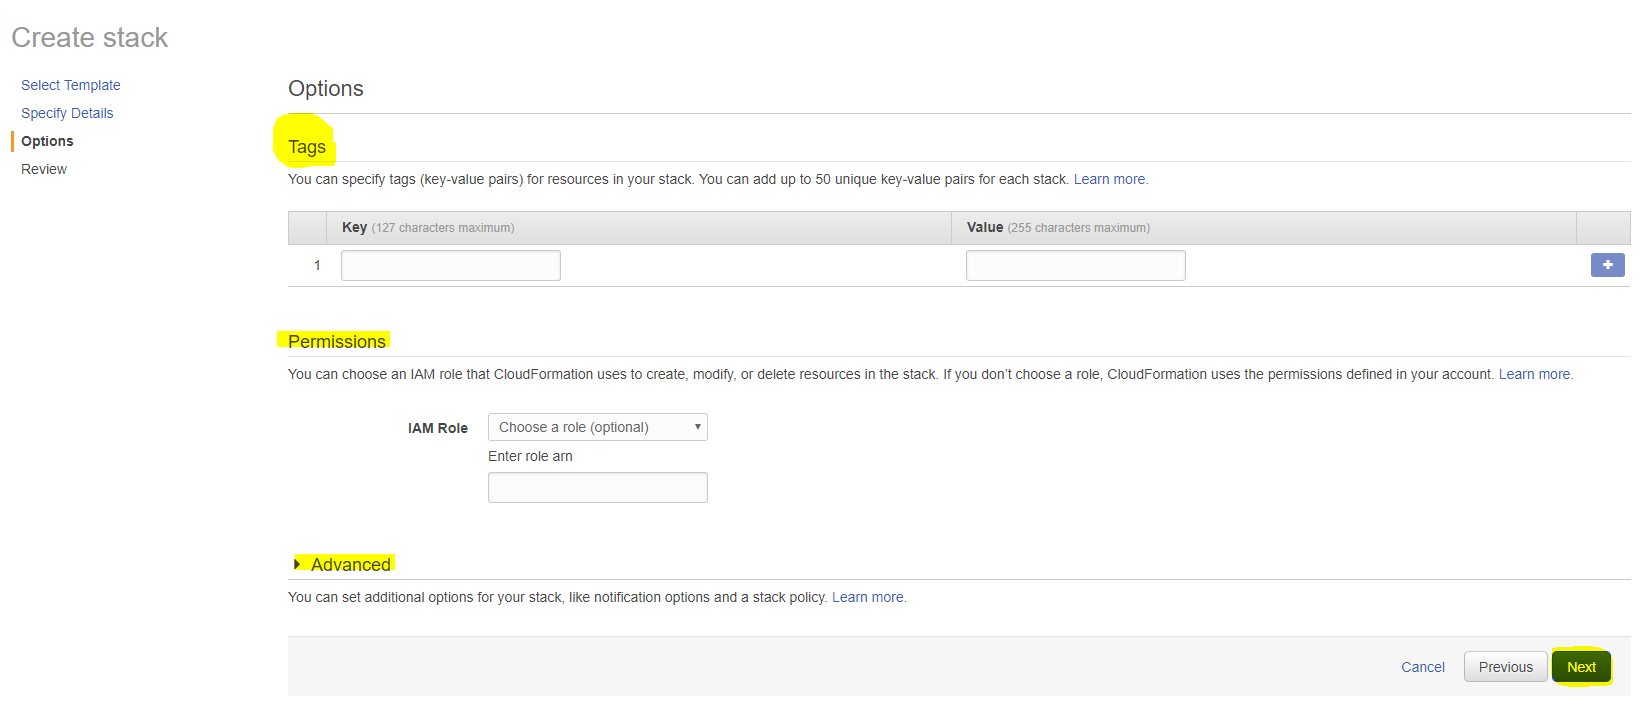 Create stack
Select Template
Specify Details
Options
Review
Options
Tags
You can specify tags (key-value pairs) for resources in your stack. You can add up to 50 unique key-value pairs for each stack. Learn more.
Key (127 characters maximum) Value (255 characters maximum)
1
Permissions
You can choose an IAM role that CloudFormation uses to create, modify, or delete resources in the stack. If you don't choose a role, CloudFormation uses the permissions defined in your account. Learn more.
IAM Role Choose a role (optional)
Enter role arn
Advanced
You can set additional options for your stack, like notification options and a stack policy. Learn more.
Cancel Previous Next